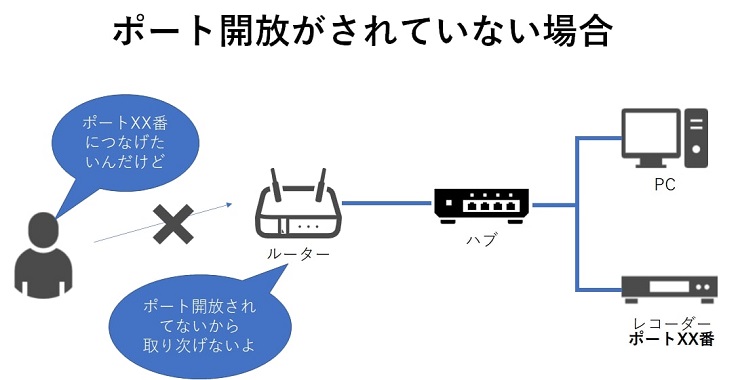 ポート開放がされていない場合
ポートXX番
につなげた
いんだけど
ルーター
ハブ
PC
ポート開放され
てないから
取り次げないよ
レコーダー
ポートXX番